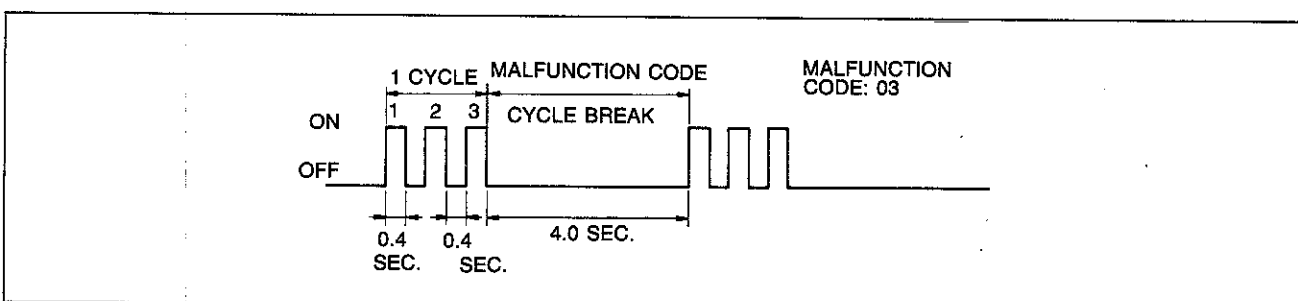 1 CYCLE
MALFUNCTION CODE
MALFUNCTION
CODE: 03
1 2 3
CYCLE BREAK
ON
OFF
0.4
SEC.
0.4
SEC.
4.0 SEC.